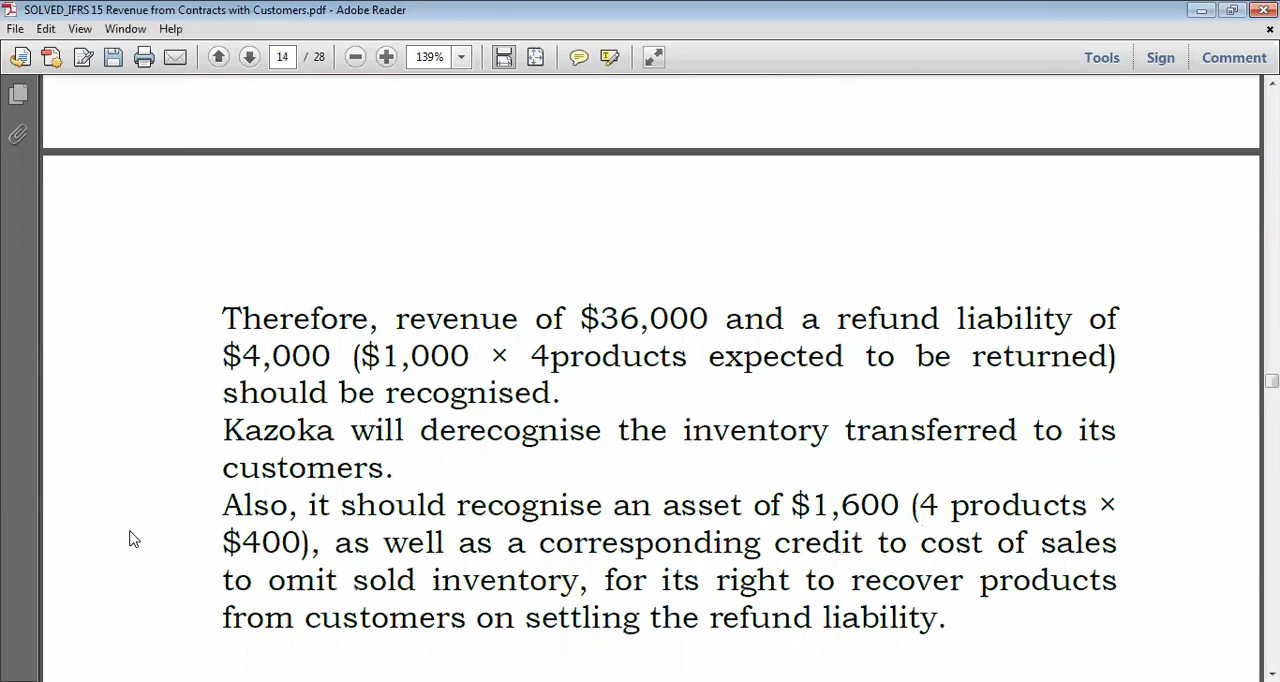 SOLVED_IFRS 15 Revenue from Contracts with Customers.pdf - Adobe Reader
File Edit View Window Help
14 / 28 139% Tools Sign Comment
Therefore, revenue of $36,000 and a refund liability of
$4,000 ($1,000 × 4products expected to be returned)
should be recognised.
Kazoka will derecognise the inventory transferred to its
customers.
Also, it should recognise an asset of $1,600 (4 products ×
$400), as well as a corresponding credit to cost of sales
to omit sold inventory, for its right to recover products
from customers on settling the refund liability.